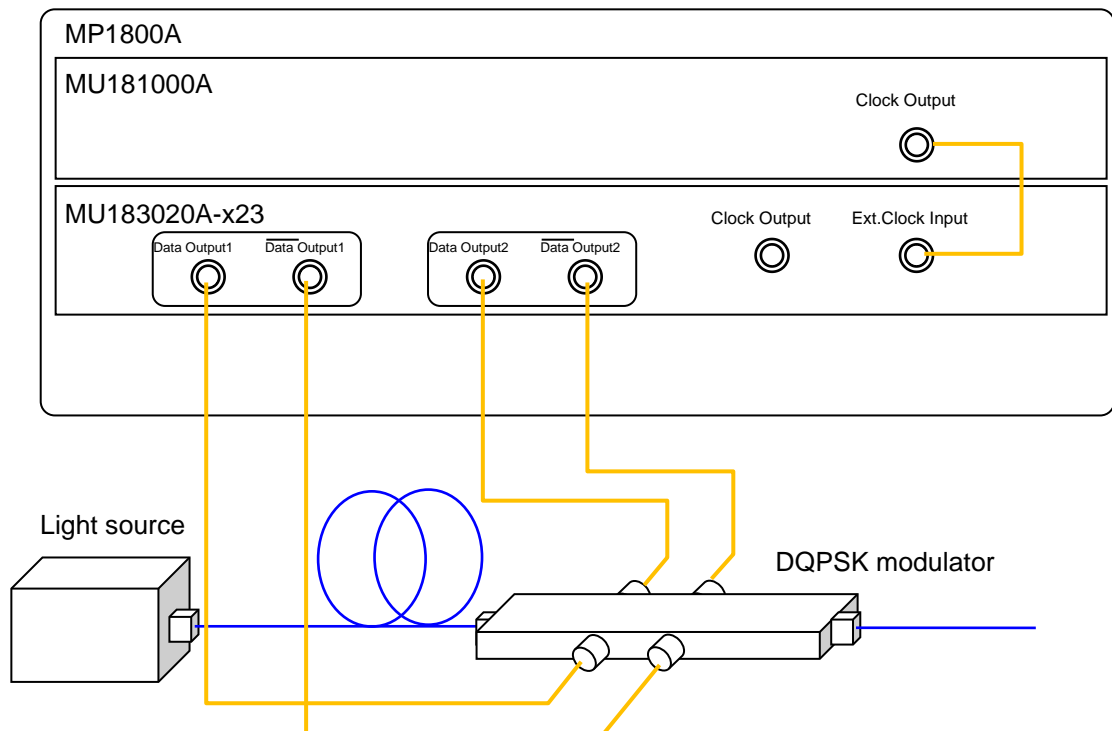 MP1800A
MU181000A
Clock Output
MU183020A-x23
Clock Output
Ext.Clock Input
Data Output1
Data Output1
Data Output2
Data Output2
Light source
DQPSK modulator